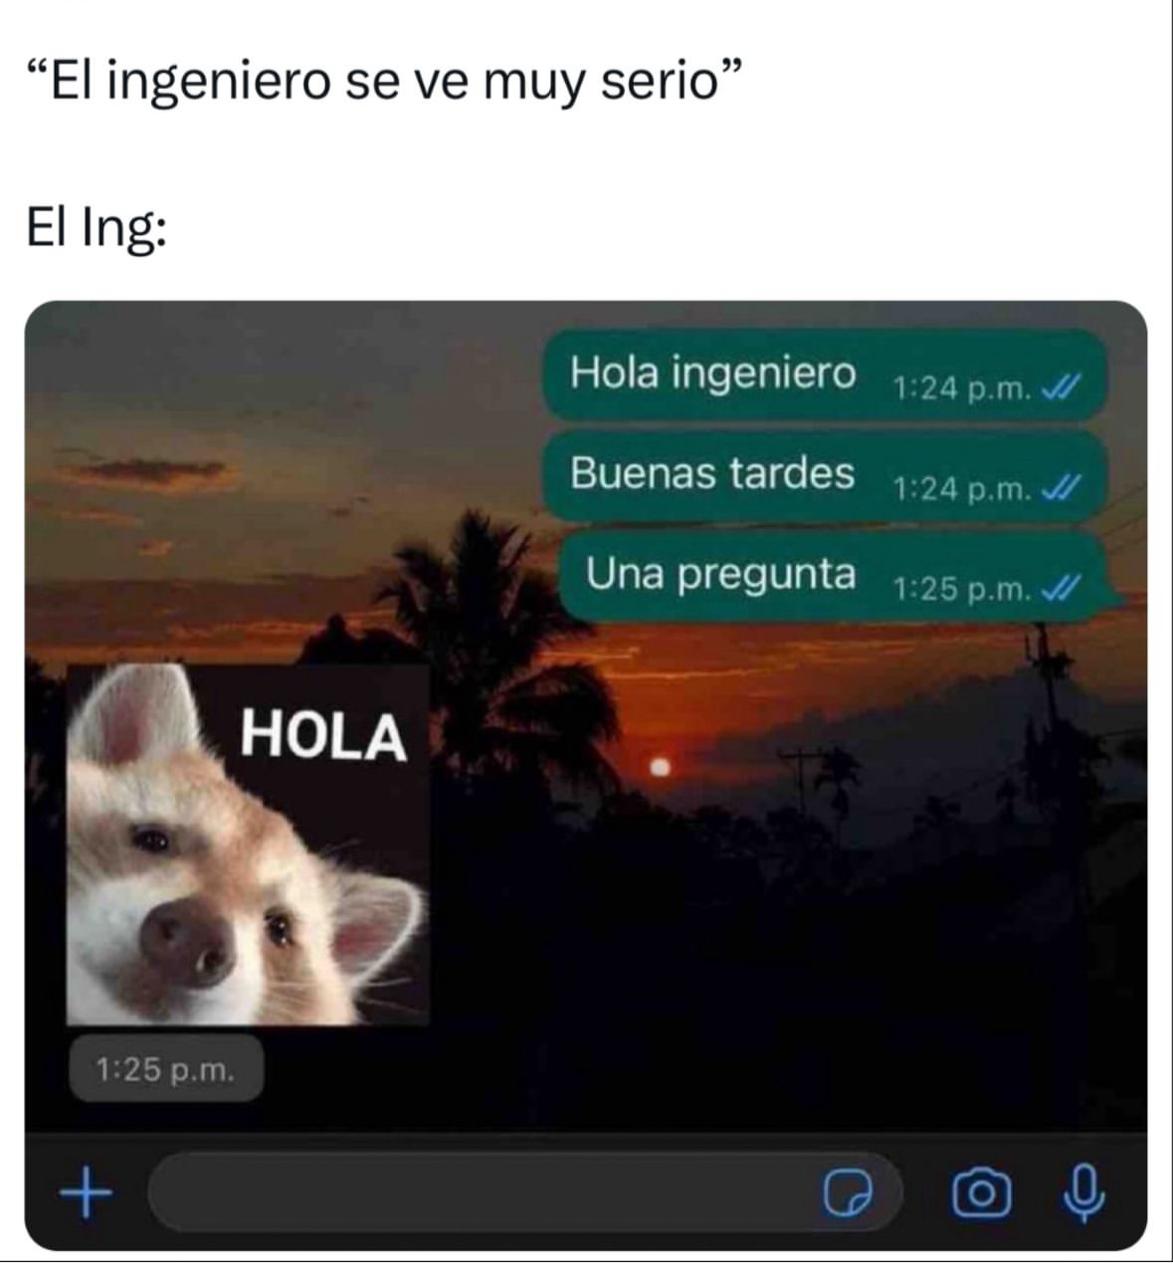 “El ingeniero se ve muy serio”
El Ing:
Hola ingeniero 1:24 p.m.
Buenas tardes 1:24 p.m.
Una pregunta 1:25 p.m.
HOLA
1:25 p.m.